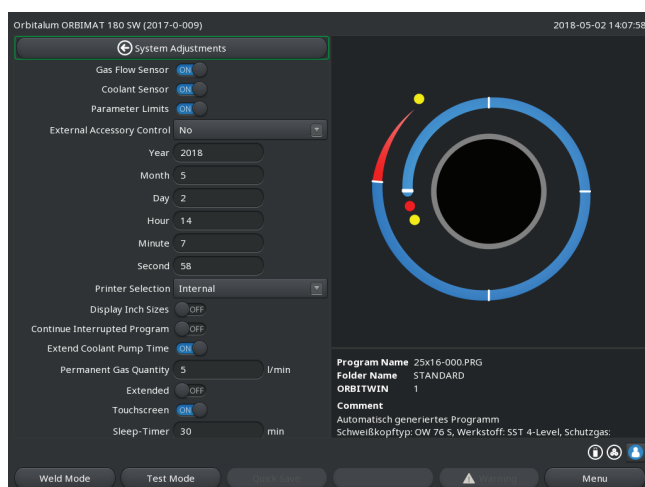 Orbitalum ORBIMAT 180 SW (2017-0-009) 2018-05-02 14:07:58
System Adjustments
Gas Flow Sensor ON
Coolant Sensor ON
Parameter Limits ON
External Accessory Control No
Year 2018
Month 5
Day 2
Hour 14
Minute 7
Second 58
Printer Selection Internal
Display Inch Sizes OFF
Continue Interrupted Program OFF
Extend Coolant Pump Time ON
Permanent Gas Quantity 5 l/min
Extended OFF
Touchscreen ON
Sleep-Timer 30 min
Program Name 25x16-000.PRG
Folder Name STANDARD
ORBITWIN 1
Comment
Automatisch generiertes Programm
Schweißkopftyp: OW 76 S, Werkstoff: SST 4-Level, Schutzgas:
Weld Mode Test Mode Quick Save Warning Menu